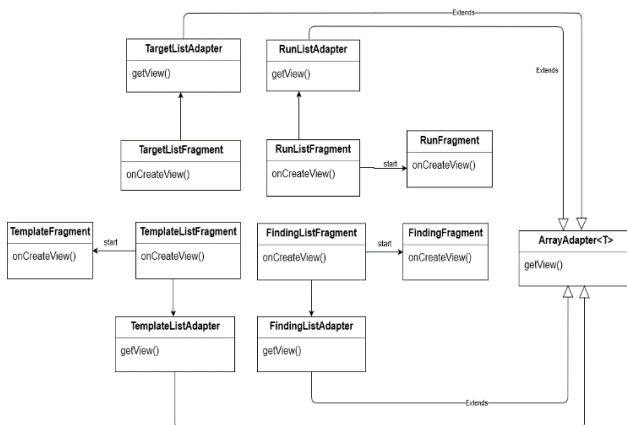 Extends
TargetListAdapter
getView()
RunListAdapter
getView()
Extends
TargetListFragment
onCreateView()
RunListFragment
onCreateView()
start
RunFragment
onCreateView()
TemplateFragment
onCreateView()
start
TemplateListFragment
onCreateView()
FindingListFragment
onCreateView()
start
FindingFragment
onCreateView()
ArrayAdapter<T>
getView()
TemplateListAdapter
getView()
FindingListAdapter
getView()
Extends